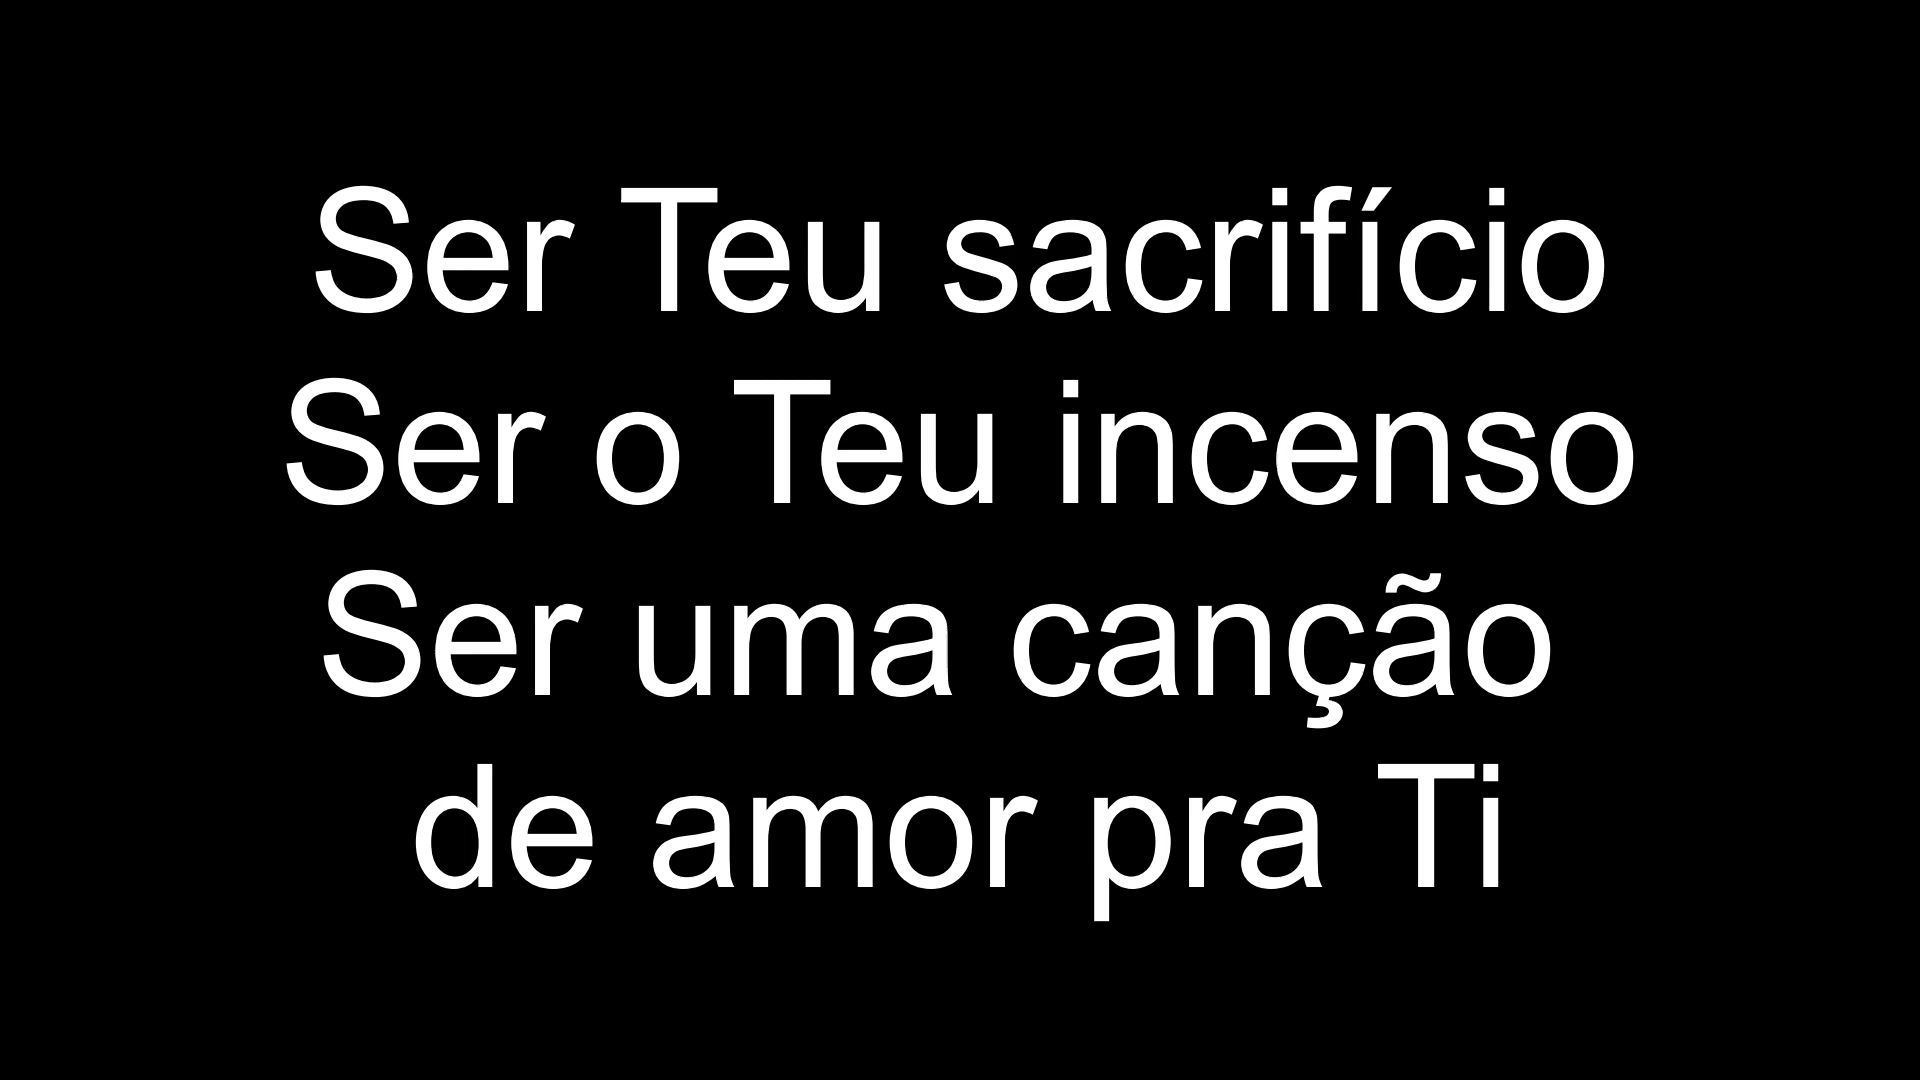 Ser Teu sacrifício
Ser o Teu incenso
Ser uma canção
de amor pra Ti